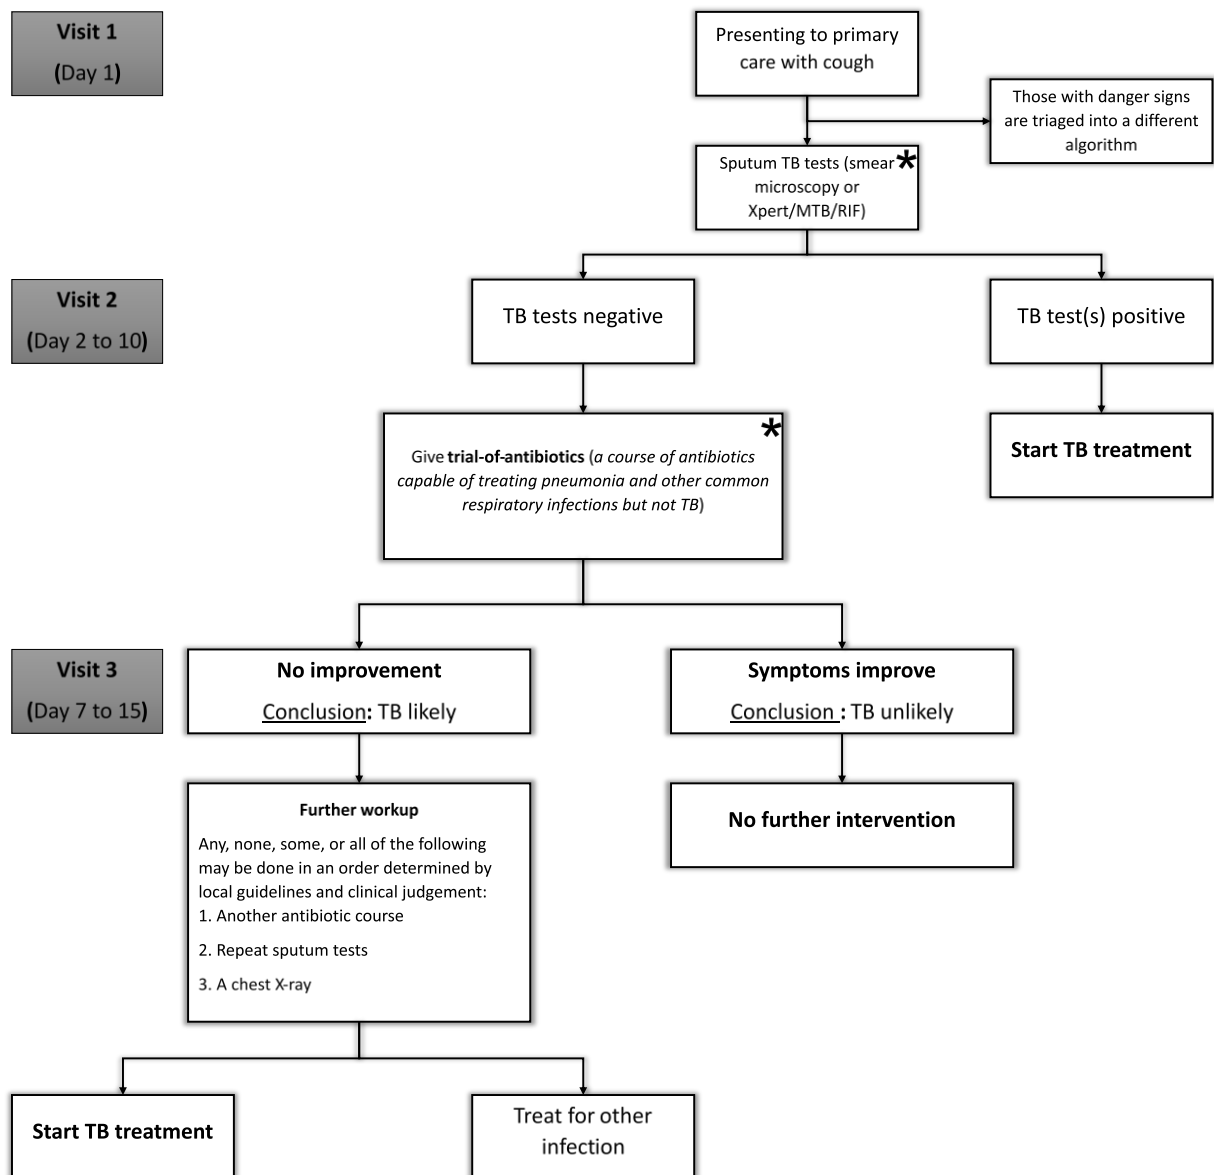 Visit 1
(Day 1)
Presenting to primary
care with cough
Those with danger signs
are triaged into a different
algorithm
Sputum TB tests (smear *
microscopy or
Xpert/MTB/RIF)
Visit 2
(Day 2 to 10)
TB tests negative
TB test(s) positive
*
Give trial-of-antibiotics (a course of antibiotics
capable of treating pneumonia and other common
respiratory infections but not TB)
Start TB treatment
Visit 3
(Day 7 to 15)
No improvement
Conclusion: TB likely
Symptoms improve
Conclusion : TB unlikely
Further workup
Any, none, some, or all of the following
may be done in an order determined by
local guidelines and clinical judgement:
1. Another antibiotic course
2. Repeat sputum tests
3. A chest X-ray
No further intervention
Start TB treatment
Treat for other
infection